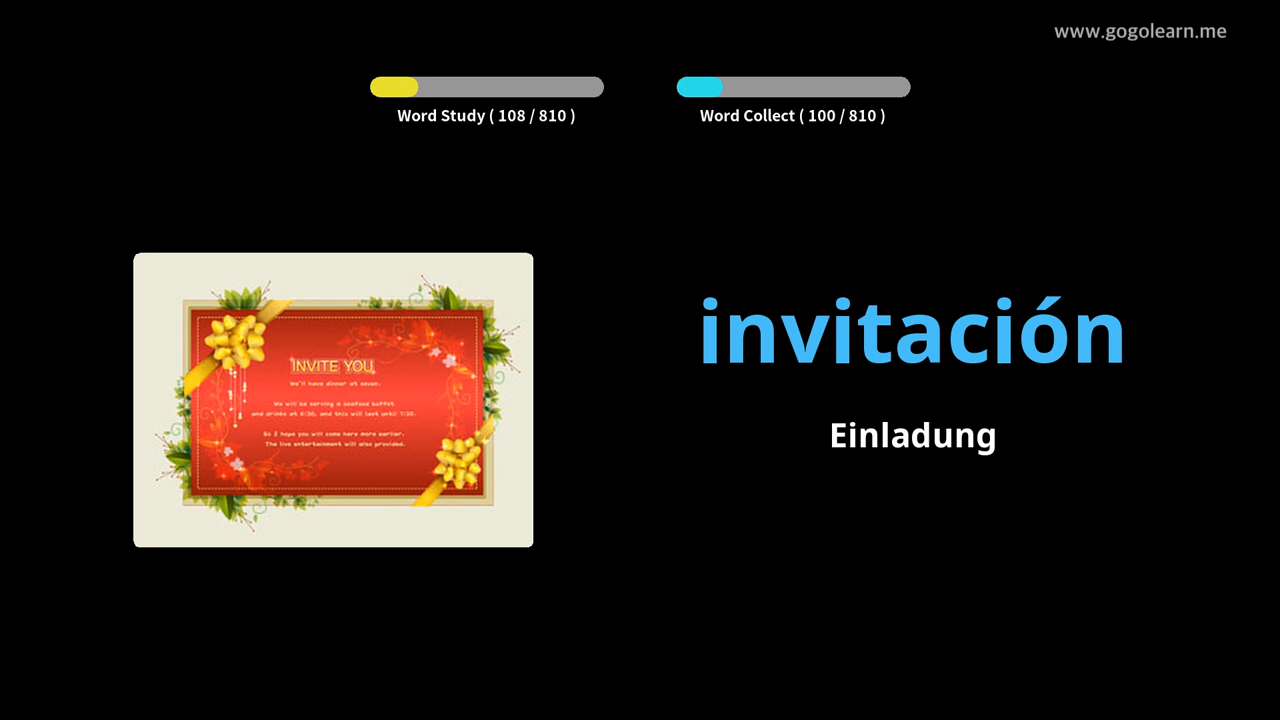 www.gogolearn.me
Word Study ( 108 / 810 )
Word Collect ( 100 / 810 )
INVITE YOU
We'll have dinner at seven.
We will be serving a seafood buffet
and drinks at 6:30, and this will last until 7:30.
So I hope you will come here more earlier.
The live entertainment will also provided.
invitación
Einladung